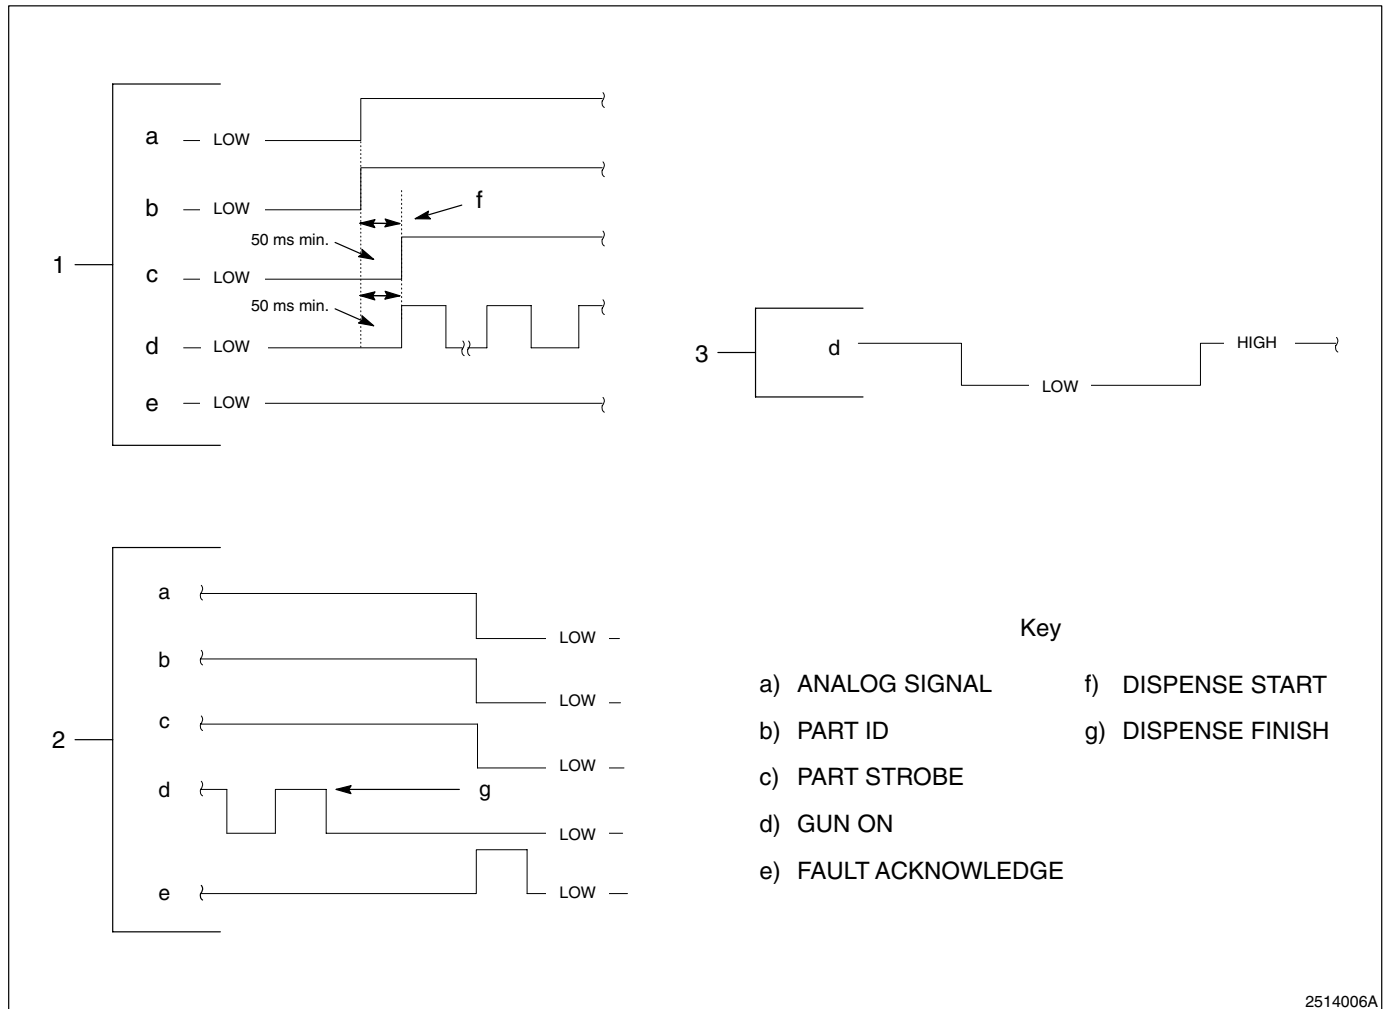 1
a – LOW
b – LOW
f
50 ms min.
c – LOW
50 ms min.
d – LOW
e – LOW
3
d
LOW
HIGH
2
a
LOW –
b
LOW –
c
LOW –
d
g
LOW –
e
LOW –
Key
a) ANALOG SIGNAL
b) PART ID
c) PART STROBE
d) GUN ON
e) FAULT ACKNOWLEDGE
f) DISPENSE START
g) DISPENSE FINISH
2514006A